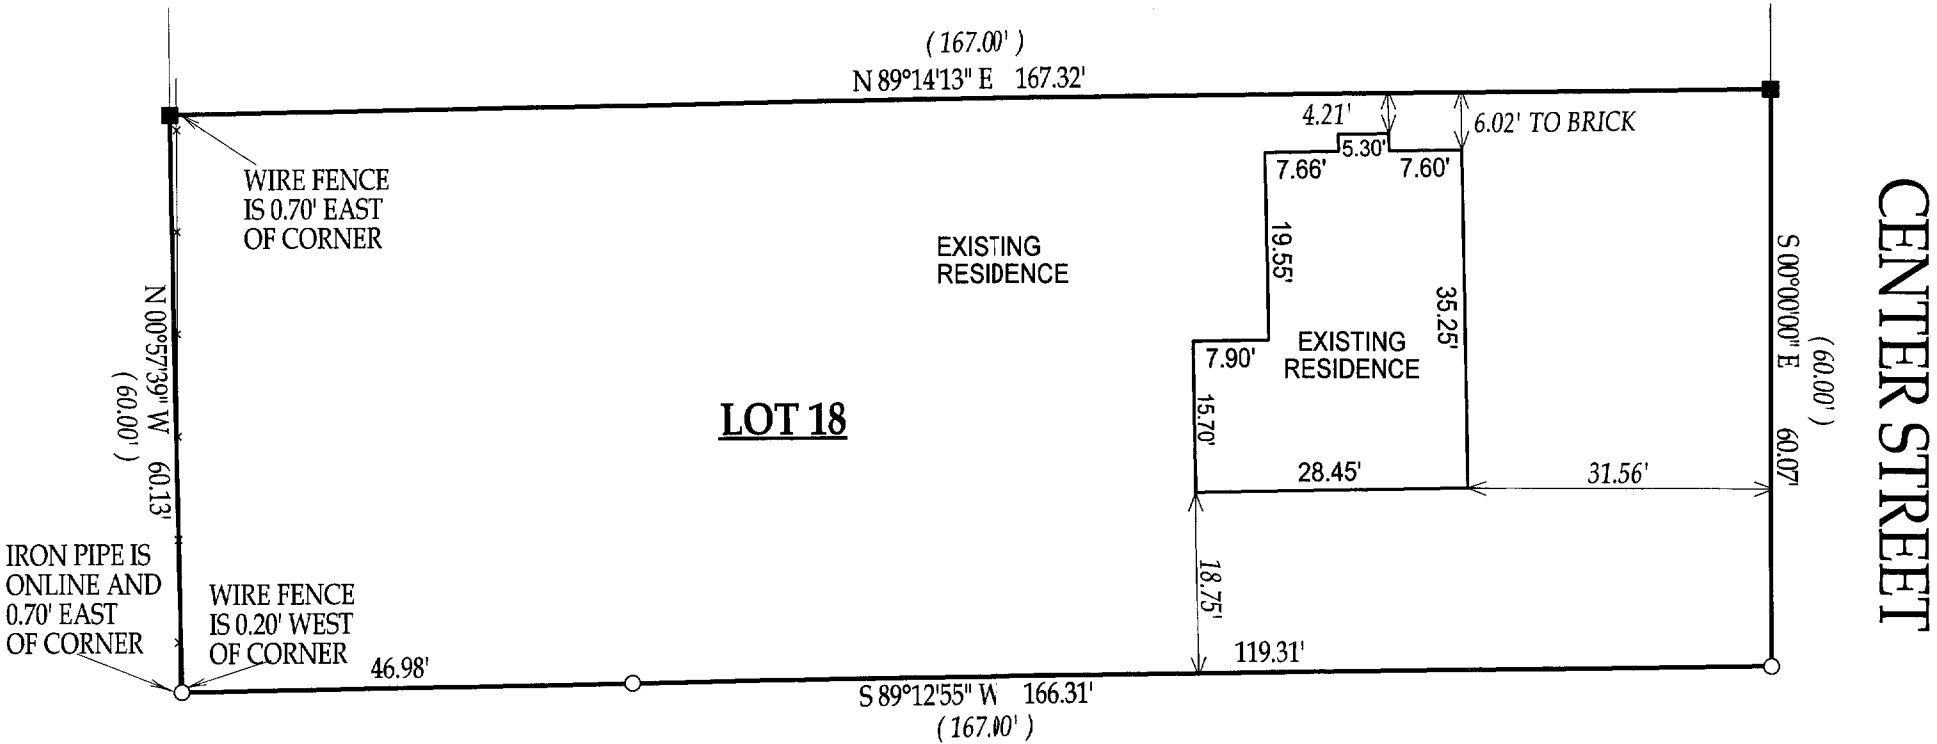 ( 167.00' )
N 89°14'13" E 167.32'
4.21'
6.02' TO BRICK
5.30'
7.66'
7.60'
WIRE FENCE
IS 0.70' EAST
OF CORNER
EXISTING
RESIDENCE
19.55'
35.25'
EXISTING
RESIDENCE
7.90'
15.70'
28.45'
31.56'
S 00°00'00" E 60.07'
( 60.00' )
CENTER STREET
N 00°57'39" W 60.13'
( 60.00' )
LOT 18
IRON PIPE IS
ONLINE AND
0.70' EAST
OF CORNER
WIRE FENCE
IS 0.20' WEST
OF CORNER
18.75'
46.98'
119.31'
S 89°12'55" W 166.31'
( 167.00' )